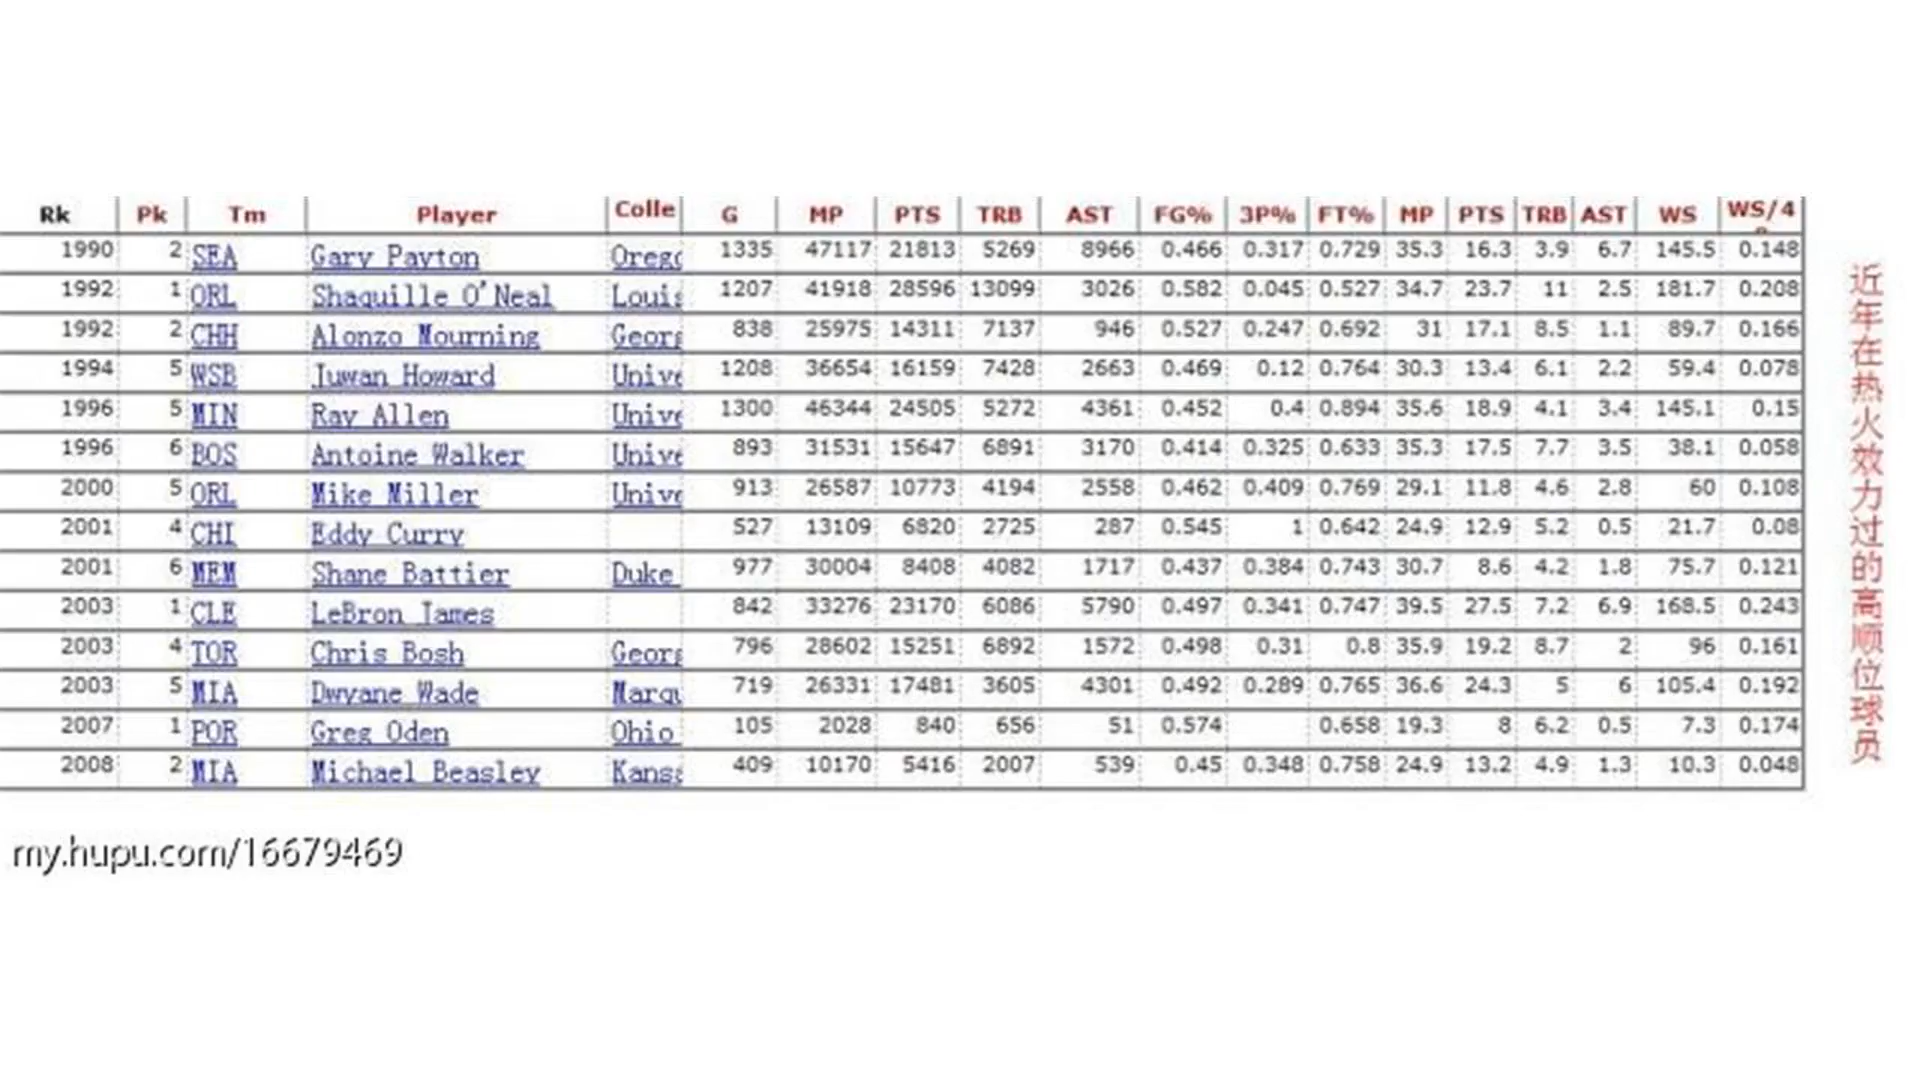 Rk Pk Tm Player Colle G MP PTS TRB AST FG% 3P% FT% MP PTS TRB AST WS WS/4
1990 2 SEA Gary Payton Orego 1335 47117 21813 5269 8966 0.466 0.317 0.729 35.3 16.3 3.9 6.7 145.5 0.148
1992 1 ORL Shaquille O'Neal Louis 1207 41918 28596 13099 3026 0.582 0.045 0.527 34.7 23.7 11 2.5 181.7 0.208
1992 2 CHH Alonzo Mourning Georg 838 25975 14311 7137 946 0.527 0.247 0.692 31 17.1 8.5 1.1 89.7 0.166
1994 5 WSB Juwan Howard Unive 1208 36654 16159 7428 2663 0.469 0.12 0.764 30.3 13.4 6.1 2.2 59.4 0.078
1996 5 MIN Ray Allen Unive 1300 46344 24505 5272 4361 0.452 0.4 0.894 35.6 18.9 4.1 3.4 145.1 0.15
1996 6 BOS Antoine Walker Unive 893 31531 15647 6891 3170 0.414 0.325 0.633 35.3 17.5 7.7 3.5 38.1 0.058
2000 5 ORL Mike Miller Unive 913 26587 10773 4194 2558 0.462 0.409 0.769 29.1 11.8 4.6 2.8 60 0.108
2001 4 CHI Eddy Curry 527 13109 6820 2725 287 0.545 1 0.642 24.9 12.9 5.2 0.5 21.7 0.08
2001 6 MEM Shane Battier Duke 977 30004 8408 4082 1717 0.437 0.384 0.743 30.7 8.6 4.2 1.8 75.7 0.121
2003 1 CLE LeBron James 842 33276 23170 6086 5790 0.497 0.341 0.747 39.5 27.5 7.2 6.9 168.5 0.243
2003 4 TOR Chris Bosh Georg 796 28602 15251 6892 1572 0.498 0.31 0.8 35.9 19.2 8.7 2 96 0.161
2003 5 MIA Dwyane Wade Marqu 719 26331 17481 3605 4301 0.492 0.289 0.765 36.6 24.3 5 6 105.4 0.192
2007 1 POR Greg Oden Ohio 105 2028 840 656 51 0.574 0.658 19.3 8 6.2 0.5 7.3 0.174
2008 2 MIA Michael Beasley Kansa 409 10170 5416 2007 539 0.45 0.348 0.758 24.9 13.2 4.9 1.3 10.3 0.048
近年在热火效力过的高顺位球员
my.hupu.com/16679469